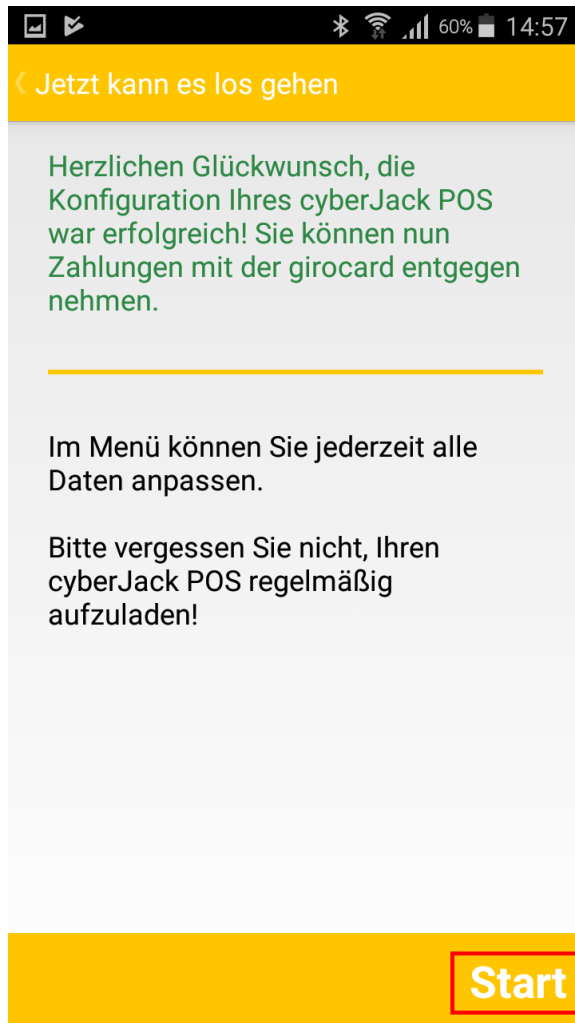 60% 14:57
Jetzt kann es los gehen
Herzlichen Glückwunsch, die
Konfiguration Ihres cyberJack POS
war erfolgreich! Sie können nun
Zahlungen mit der girocard entgegen
nehmen.
Im Menü können Sie jederzeit alle
Daten anpassen.
Bitte vergessen Sie nicht, Ihren
cyberJack POS regelmäßig
aufzuladen!
Start